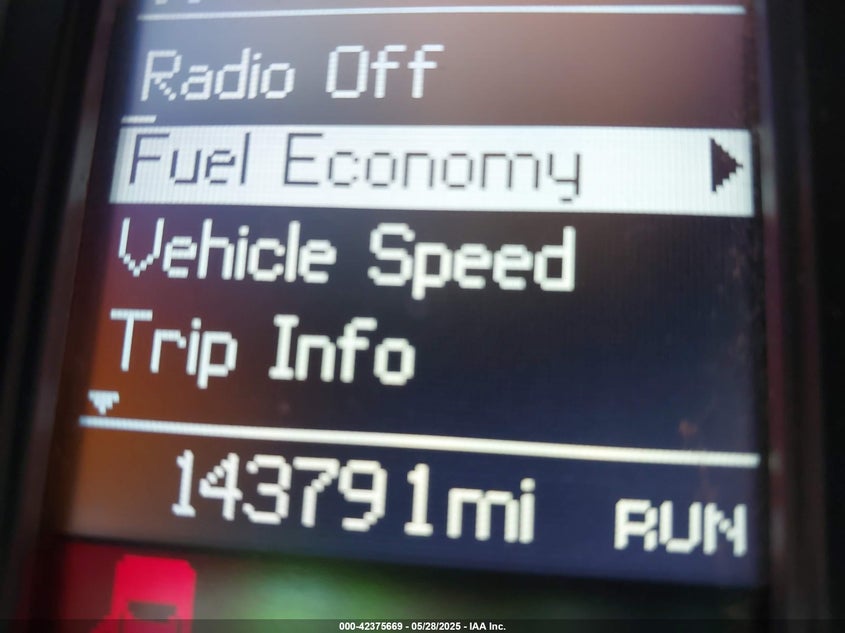 Radio Off
Fuel Economy
Vehicle Speed
Trip Info
143791mi RUN
000-42375669 - 05/28/2025 - IAA Inc.